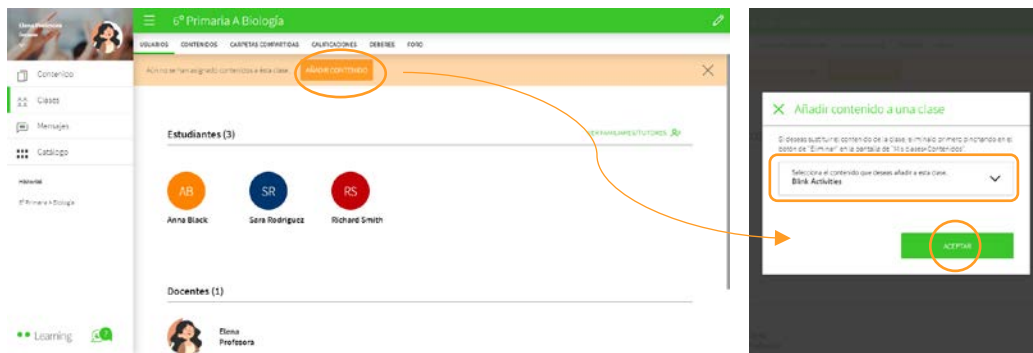 Elena Profesora
6º Primaria A Biología
USUARIOS CONTENIDOS CARPETAS COMPARTIDAS CALIFICACIONES DEBERES FORO
Aún no se han asignado contenidos a esta clase. AÑADIR CONTENIDO
Contenido
Clases
Mensajes
Catálogo
Historial
6º Primaria A Biología
Learning
Estudiantes (3)
VER FAMILIARES/TUTORES
AB
SR
RS
Anna Black
Sara Rodriguez
Richard Smith
Docentes (1)
Elena
Profesora
Añadir contenido a una clase
Si deseas sustituir el contenido de la clase, elimínalo primero pinchando en el
botón de "Eliminar" en la pantalla de "Mis clases>Contenidos"
Selecciona el contenido que deseas añadir a esta clase.
Blink Activities
ACEPTAR